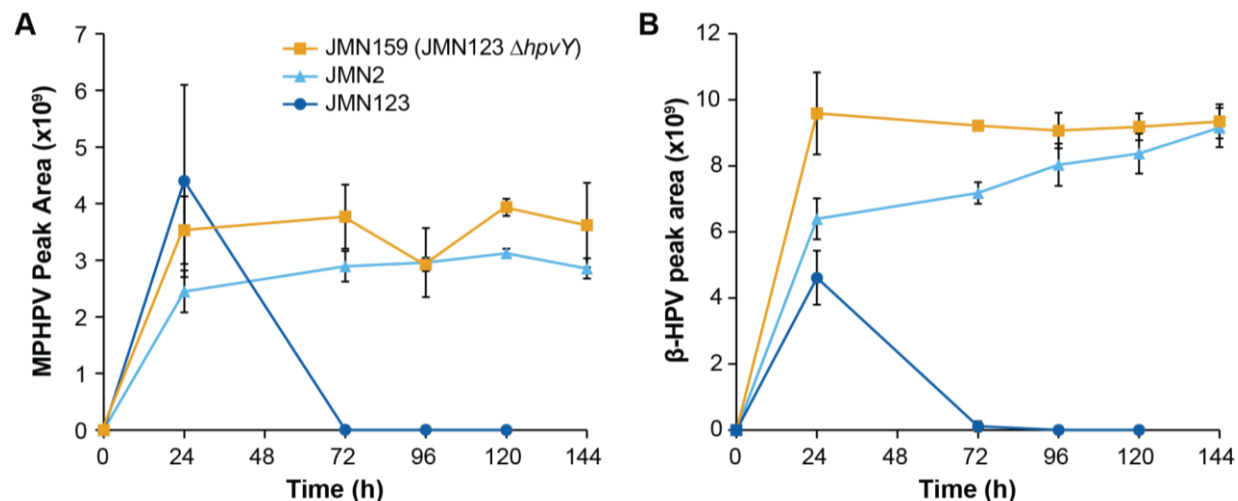 A
MPHPV Peak Area (x10⁹)
7
6
5
4
3
2
1
0
0 24 48 72 96 120 144
Time (h)
JMN159 (JMN123 ΔhpvY)
JMN2
JMN123
B
β-HPV peak area (x10⁹)
12
10
8
6
4
2
0
0 24 48 72 96 120 144
Time (h)